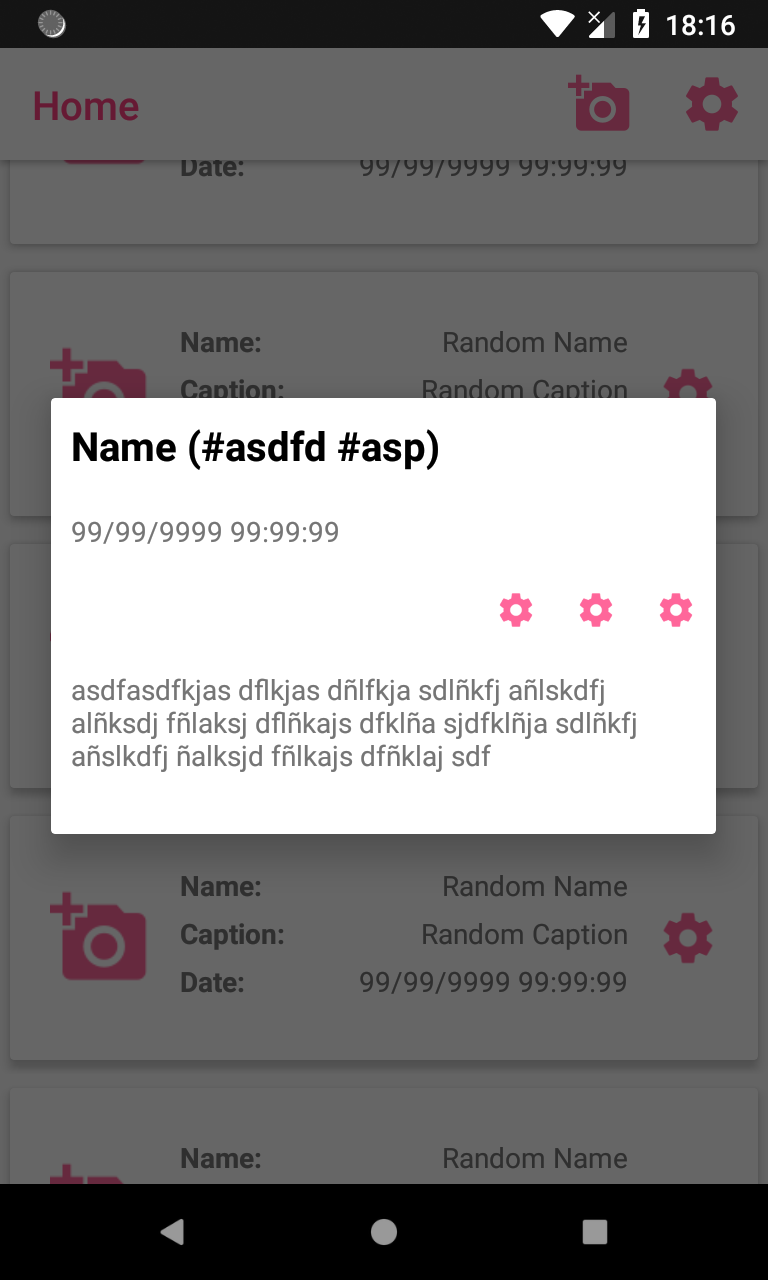 18:16
Home
Date: 99/99/9999 99:99:99
Name: Random Name
Caption: Random Caption
Name (#asdfd #asp)
99/99/9999 99:99:99
asdfasdfkjas dflkjas dñlfkja sdlñkfj añlskdfj
alñksdj fñlaksj dflñkajs dfklña sjdfklñja sdlñkfj
añslkdfj ñalksjd fñlkajs dfñklaj sdf
Name: Random Name
Caption: Random Caption
Date: 99/99/9999 99:99:99
Name: Random Name